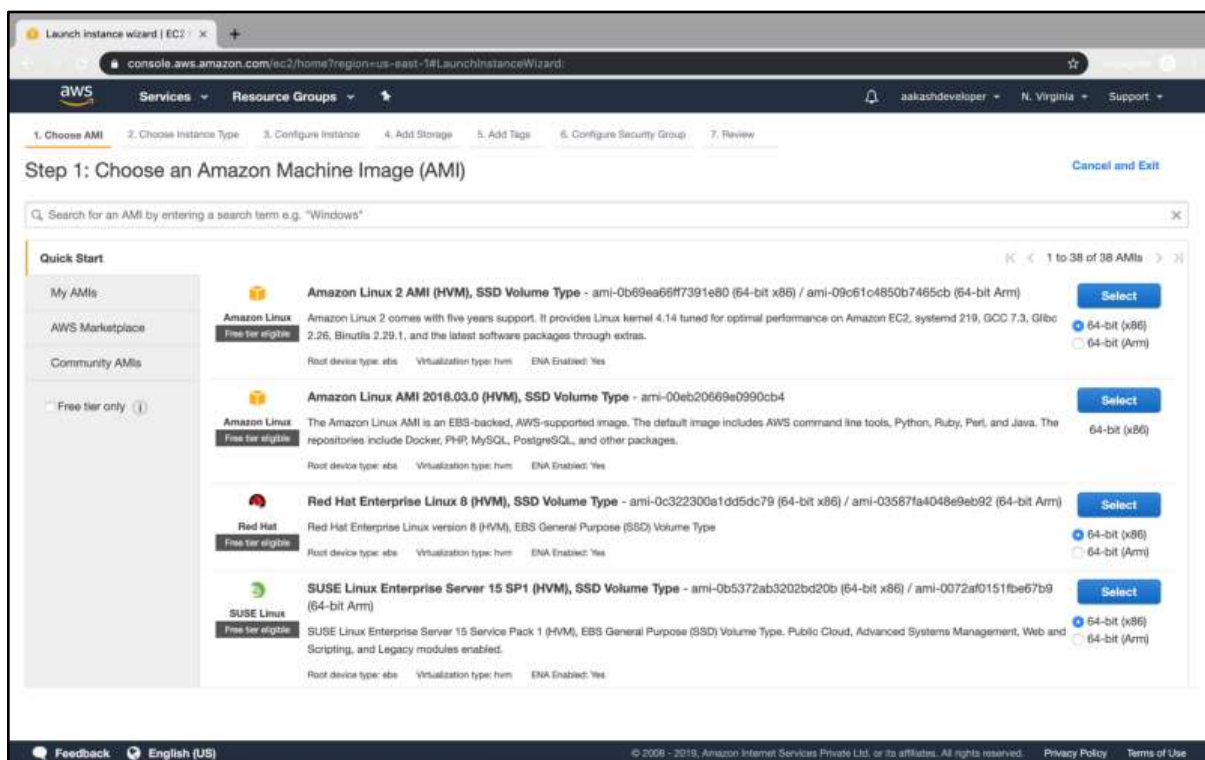 Launch instance wizard | EC2
console.aws.amazon.com/ec2/home?region=us-east-1#LaunchInstanceWizard:
aws Services Resource Groups aakashdeveloper N. Virginia Support
1. Choose AMI 2. Choose Instance Type 3. Configure Instance 4. Add Storage 5. Add Tags 6. Configure Security Group 7. Review
Step 1: Choose an Amazon Machine Image (AMI)
Cancel and Exit
Search for an AMI by entering a search term e.g. "Windows"
Quick Start
1 to 38 of 38 AMIs
My AMIs
AWS Marketplace
Community AMIs
Free tier only
Amazon Linux
Free tier eligible
Amazon Linux 2 AMI (HVM), SSD Volume Type - ami-0b69ea66ff7391e80 (64-bit x86) / ami-09c61c4850b7465cb (64-bit Arm)
Amazon Linux 2 comes with five years support. It provides Linux kernel 4.14 tuned for optimal performance on Amazon EC2, systemd 219, GCC 7.3, Glibc
2.26, Binutils 2.29.1, and the latest software packages through extras.
Root device type: ebs Virtualization type: hvm ENA Enabled: Yes
Select
64-bit (x86)
64-bit (Arm)
Amazon Linux
Free tier eligible
Amazon Linux AMI 2018.03.0 (HVM), SSD Volume Type - ami-00eb20669e0990cb4
The Amazon Linux AMI is an EBS-backed, AWS-supported image. The default image includes AWS command line tools, Python, Ruby, Perl, and Java. The
repositories include Docker, PHP, MySQL, PostgreSQL, and other packages.
Root device type: ebs Virtualization type: hvm ENA Enabled: Yes
Select
64-bit (x86)
Red Hat
Free tier eligible
Red Hat Enterprise Linux 8 (HVM), SSD Volume Type - ami-0c322300a1dd5dc79 (64-bit x86) / ami-03587fa4048e9eb92 (64-bit Arm)
Red Hat Enterprise Linux version 8 (HVM), EBS General Purpose (SSD) Volume Type
Root device type: ebs Virtualization type: hvm ENA Enabled: Yes
Select
64-bit (x86)
64-bit (Arm)
SUSE Linux
Free tier eligible
SUSE Linux Enterprise Server 15 SP1 (HVM), SSD Volume Type - ami-0b5372ab3202bd20b (64-bit x86) / ami-0072af0151fbe67b9
(64-bit Arm)
SUSE Linux Enterprise Server 15 Service Pack 1 (HVM), EBS General Purpose (SSD) Volume Type. Public Cloud, Advanced Systems Management, Web and
Scripting, and Legacy modules enabled.
Root device type: ebs Virtualization type: hvm ENA Enabled: Yes
Select
64-bit (x86)
64-bit (Arm)
Feedback English (US) © 2008 - 2019, Amazon Internet Services Private Ltd. or its affiliates. All rights reserved. Privacy Policy Terms of Use